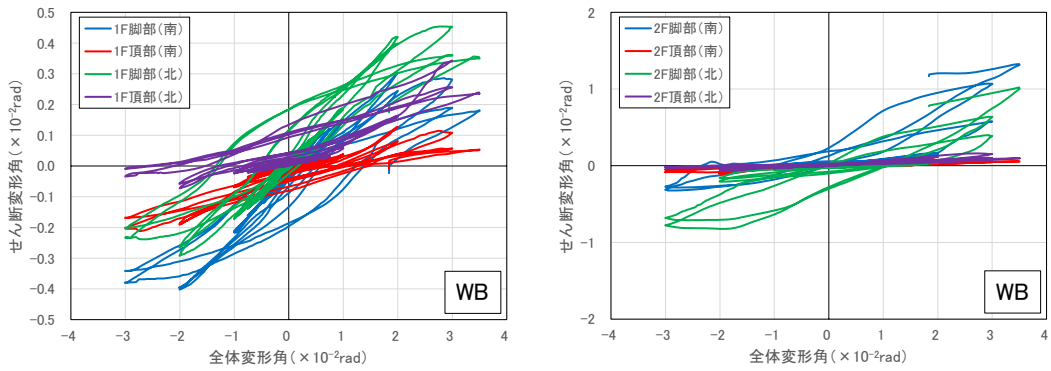 0.5
0.4
0.3
0.2
0.1
0.0
-0.1
-0.2
-0.3
-0.4
-0.5
せん断変形角(×10⁻²rad)
1F脚部(南)
1F頂部(南)
1F脚部(北)
1F頂部(北)
WB
-4 -3 -2 -1 0 1 2 3 4
全体変形角(×10⁻²rad)
2
1
0
-1
-2
せん断変形角(×10⁻²rad)
2F脚部(南)
2F頂部(南)
2F脚部(北)
2F頂部(北)
WB
-4 -3 -2 -1 0 1 2 3 4
全体変形角(×10⁻²rad)